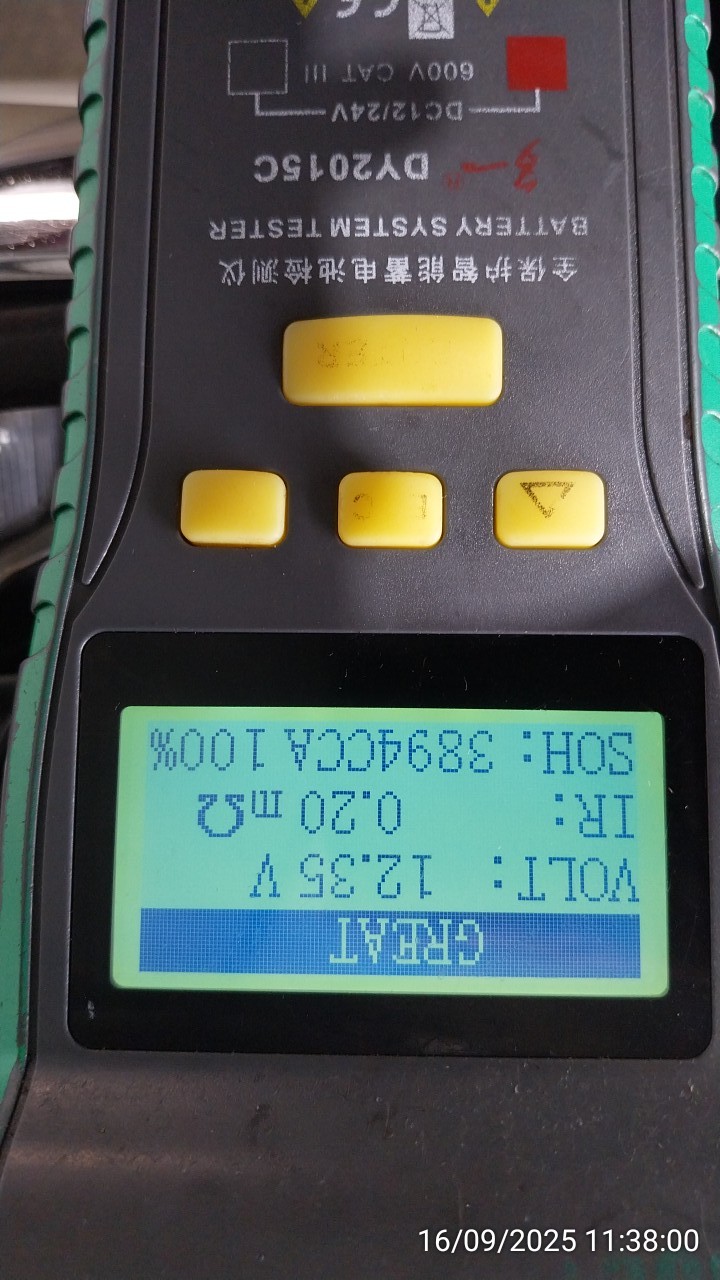 GREAT
VOLT: 12.35 V
IR: 0.20 mΩ
SOH: 3894CCA 100%
全保护智能蓄电池检测仪
BATTERY SYSTEM TESTER
DY2015C
DC12/24V
600V CAT III
CE
16/09/2025 11:38:00